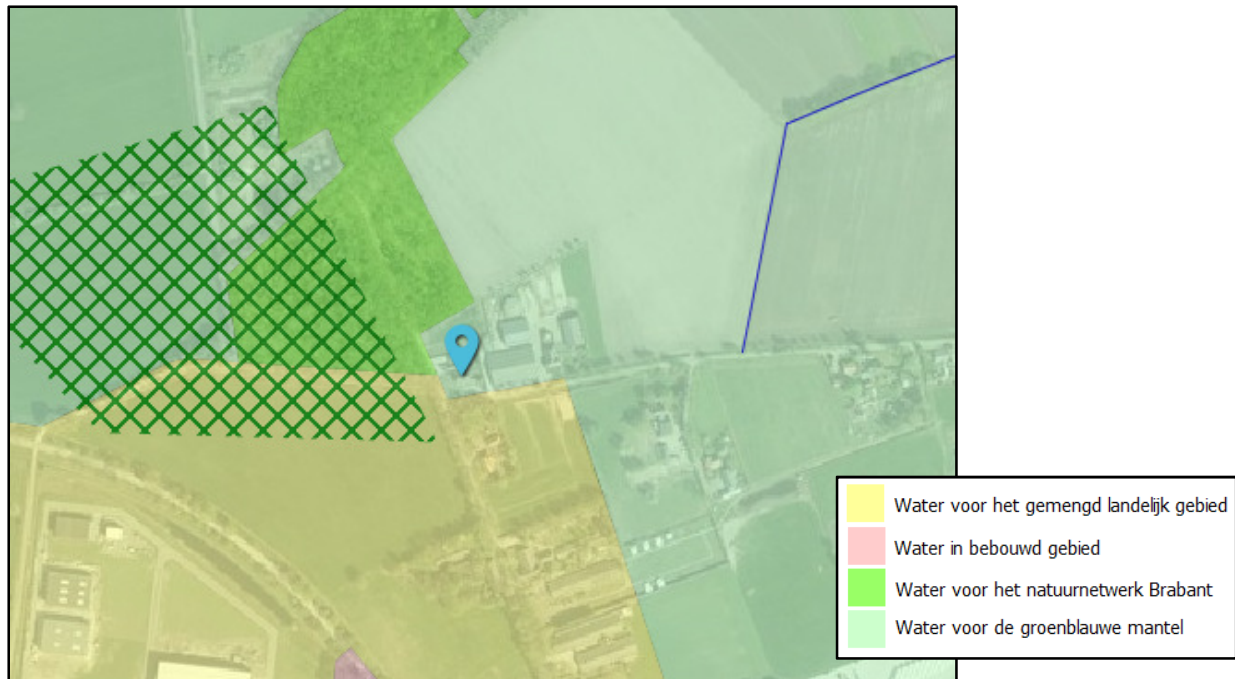 Water voor het gemengd landelijk gebied
Water in bebouwd gebied
Water voor het natuurnetwerk Brabant
Water voor de groenblauwe mantel